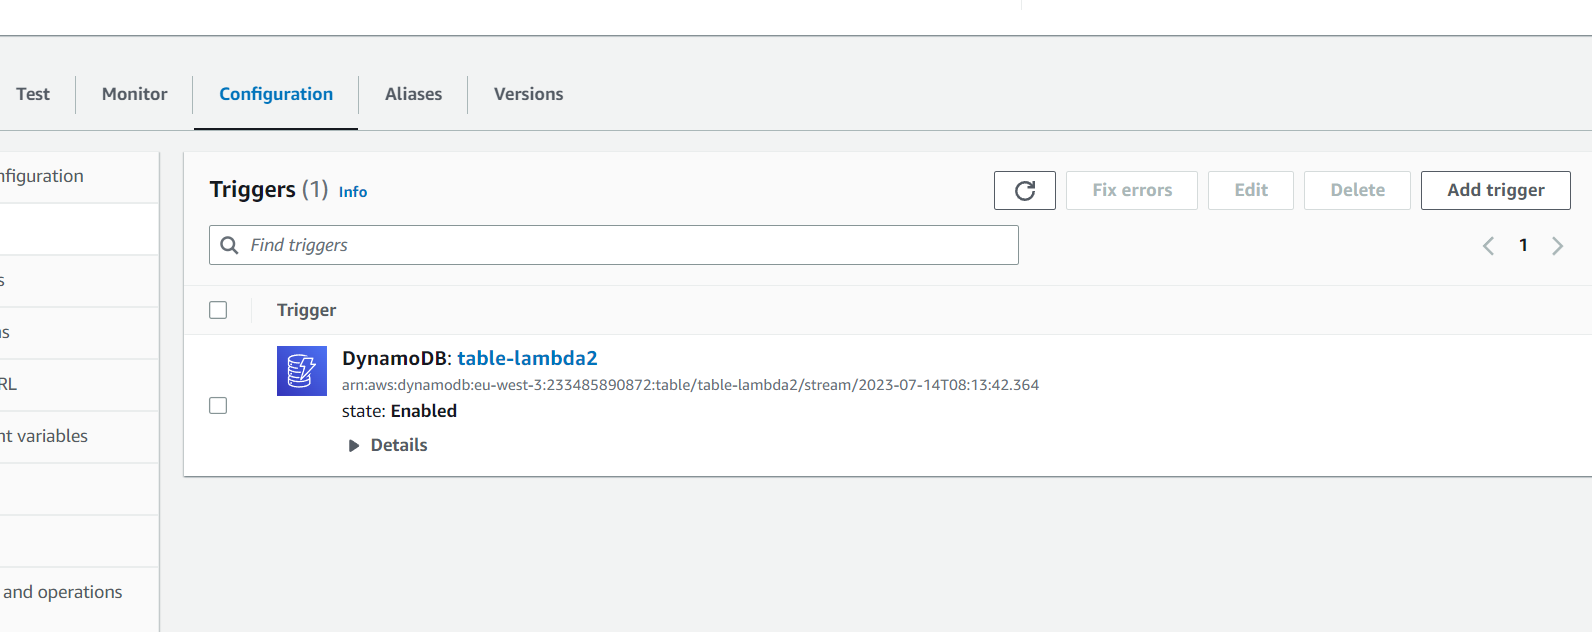 Test
Monitor
Configuration
Aliases
Versions
nfiguration
s
ns
RL
nt variables
and operations
Triggers (1) Info
Fix errors
Edit
Delete
Add trigger
Find triggers
1
Trigger
DynamoDB: table-lambda2
arn:aws:dynamodb:eu-west-3:233485890872:table/table-lambda2/stream/2023-07-14T08:13:42.364
state: Enabled
Details